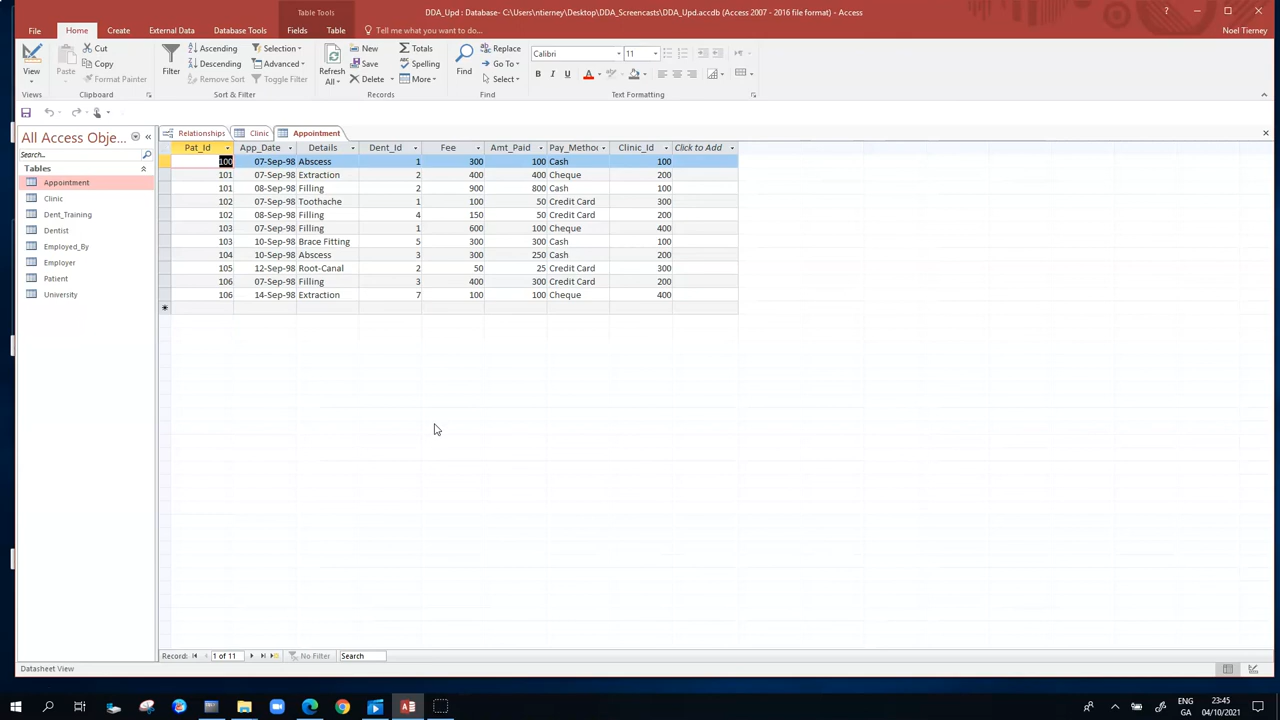 Table Tools
DDA_Upd : Database- C:\Users\ntierney\Desktop\DDA_Screencasts\DDA_Upd.accdb (Access 2007 - 2016 file format) - Access
File Home Create External Data Database Tools Fields Table Tell me what you want to do... Noel Tierney
View
Views
Paste
Cut
Copy
Format Painter
Clipboard
Filter
Ascending
Descending
Remove Sort
Selection
Advanced
Toggle Filter
Sort & Filter
Refresh All
New
Save
Delete
Totals
Spelling
More
Records
Find
Replace
Go To
Select
Find
Calibri 11
B I U
Text Formatting
All Access Obje...
Search...
Tables
Appointment
Clinic
Dent_Training
Dentist
Employed_By
Employer
Patient
University
Relationships Clinic Appointment
Pat_Id App_Date Details Dent_Id Fee Amt_Paid Pay_Method Clinic_Id Click to Add
100 07-Sep-98 Abscess 1 300 100 Cash 100
101 07-Sep-98 Extraction 2 400 400 Cheque 200
101 08-Sep-98 Filling 2 900 800 Cash 100
102 07-Sep-98 Toothache 1 100 50 Credit Card 300
102 08-Sep-98 Filling 4 150 50 Credit Card 200
103 07-Sep-98 Filling 1 600 100 Cheque 400
103 10-Sep-98 Brace Fitting 5 300 300 Cash 100
104 10-Sep-98 Abscess 3 300 250 Cash 200
105 12-Sep-98 Root-Canal 2 50 25 Credit Card 300
106 07-Sep-98 Filling 3 400 300 Credit Card 200
106 14-Sep-98 Extraction 7 100 100 Cheque 400
Record: 1 of 11 No Filter Search
Datasheet View
ENG
GA
23:45
04/10/2021